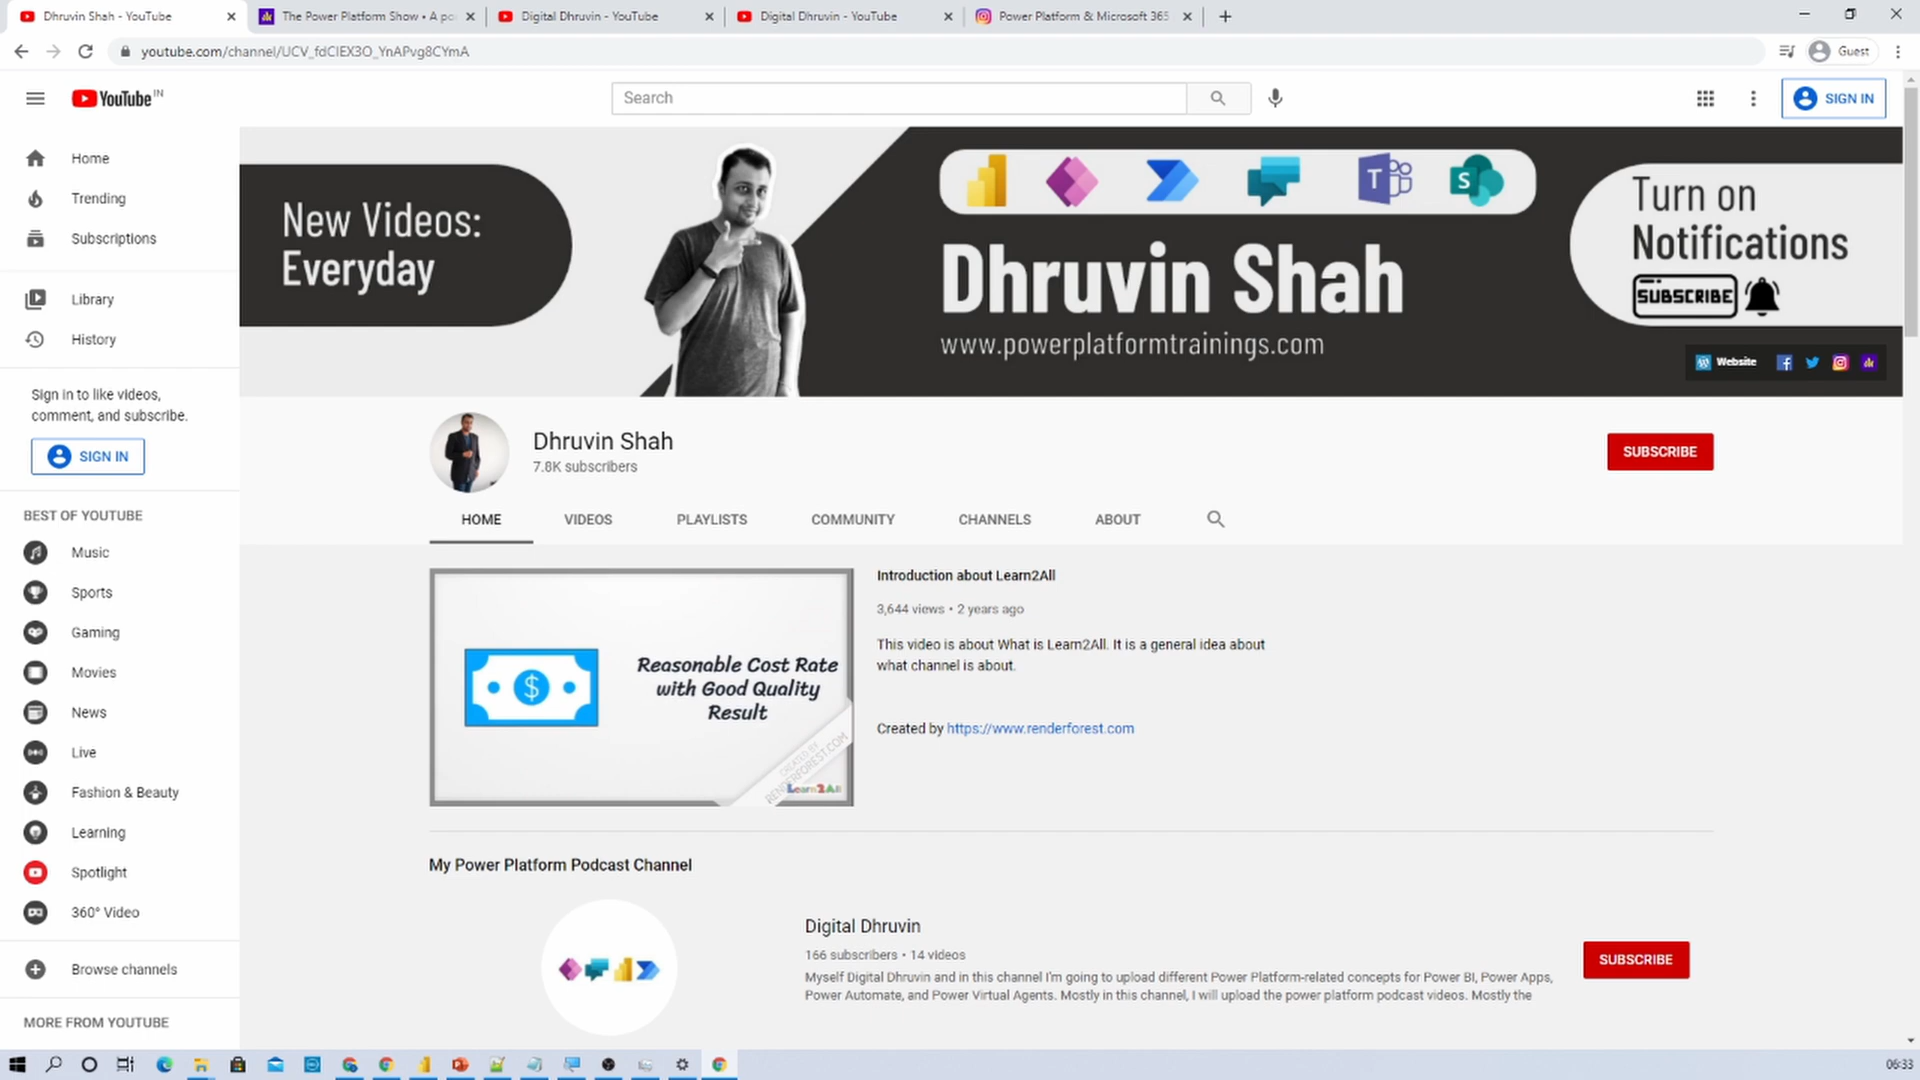 Dhruvin Shah - YouTube
The Power Platform Show • A po
Digital Dhruvin - YouTube
Digital Dhruvin - YouTube
Power Platform & Microsoft 365
Guest
YouTube IN
Search
SIGN IN
Home
Trending
Subscriptions
Library
History
Sign in to like videos,
comment, and subscribe.
SIGN IN
BEST OF YOUTUBE
Music
Sports
Gaming
Movies
News
Live
Fashion & Beauty
Learning
Spotlight
360° Video
Browse channels
MORE FROM YOUTUBE
New Videos:
Everyday
T
S
Dhruvin Shah
www.powerplatformtrainings.com
Turn on
Notifications
SUBSCRIBE
Website
Dhruvin Shah
7.8K subscribers
SUBSCRIBE
HOME
VIDEOS
PLAYLISTS
COMMUNITY
CHANNELS
ABOUT
Reasonable Cost Rate
with Good Quality
Result
CREATED BY
RENDERFOREST.COM
Learn2All
Introduction about Learn2All
3,644 views • 2 years ago
This video is about What is Learn2All. It is a general idea about
what channel is about.
Created by https://www.renderforest.com
My Power Platform Podcast Channel
Digital Dhruvin
166 subscribers • 14 videos
Myself Digital Dhruvin and in this channel I'm going to upload different Power Platform-related concepts for Power BI, Power Apps,
Power Automate, and Power Virtual Agents. Mostly in this channel, I will upload the power platform podcast videos. Mostly the
SUBSCRIBE
06:33